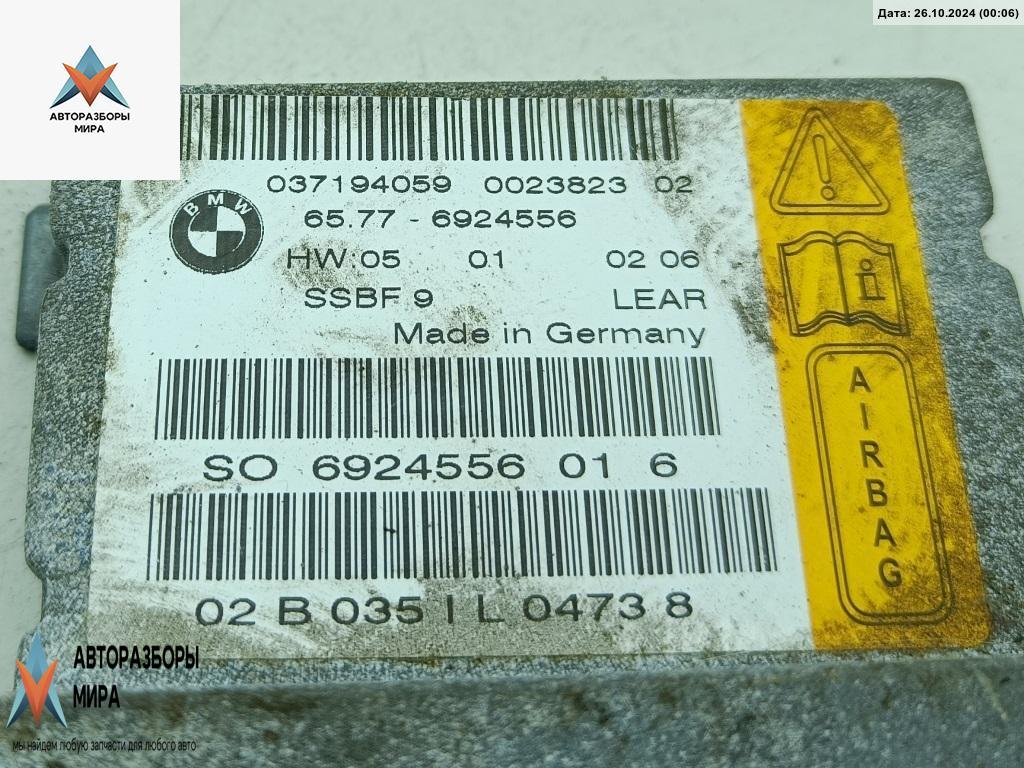 Дата: 26.10.2024 (00:06)
АВТОРАЗБОРЫ
МИРА
037194059 0023823 02
BMW
65.77 - 6924556
HW 05 01 02 06
SSBF 9 LEAR
Made in Germany
SO 6924556 01 6
02 B 035 I L 0473 8
AIRBAG
АВТОРАЗБОРЫ
МИРА
мы найдем любую запчасти для любого авто